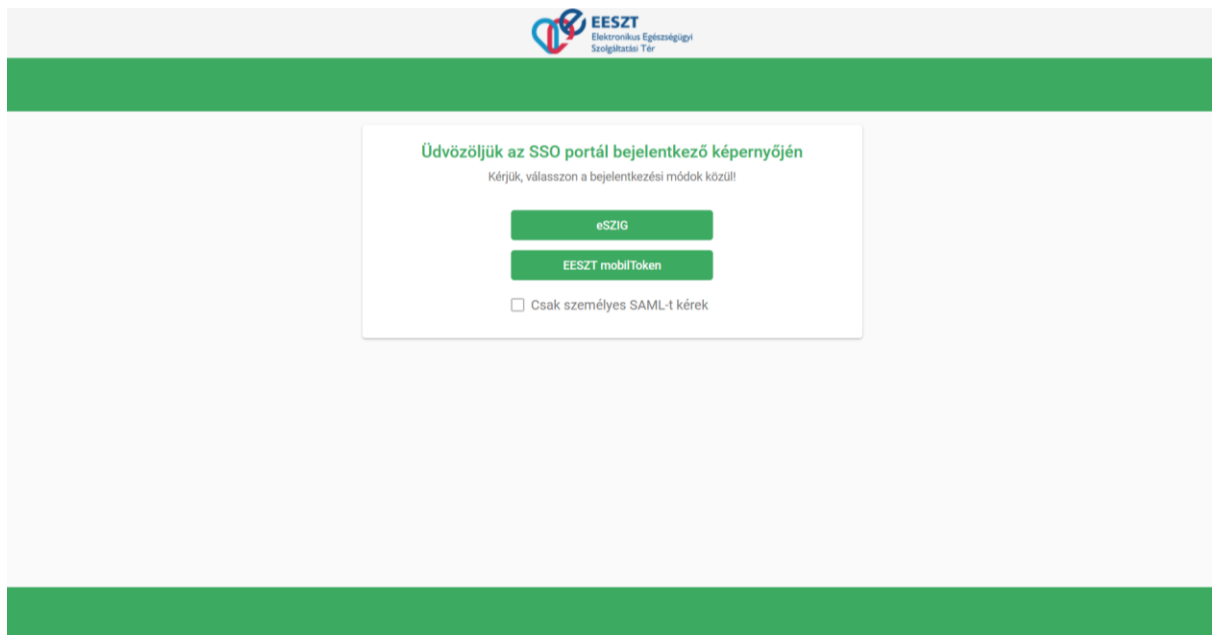 EESZT
Elektronikus Egészségügyi
Szolgáltatási Tér
Üdvözöljük az SSO portál bejelentkező képernyőjén
Kérjük, válasszon a bejelentkezési módok közül!
eSZIG
EESZT mobilToken
Csak személyes SAML-t kérek